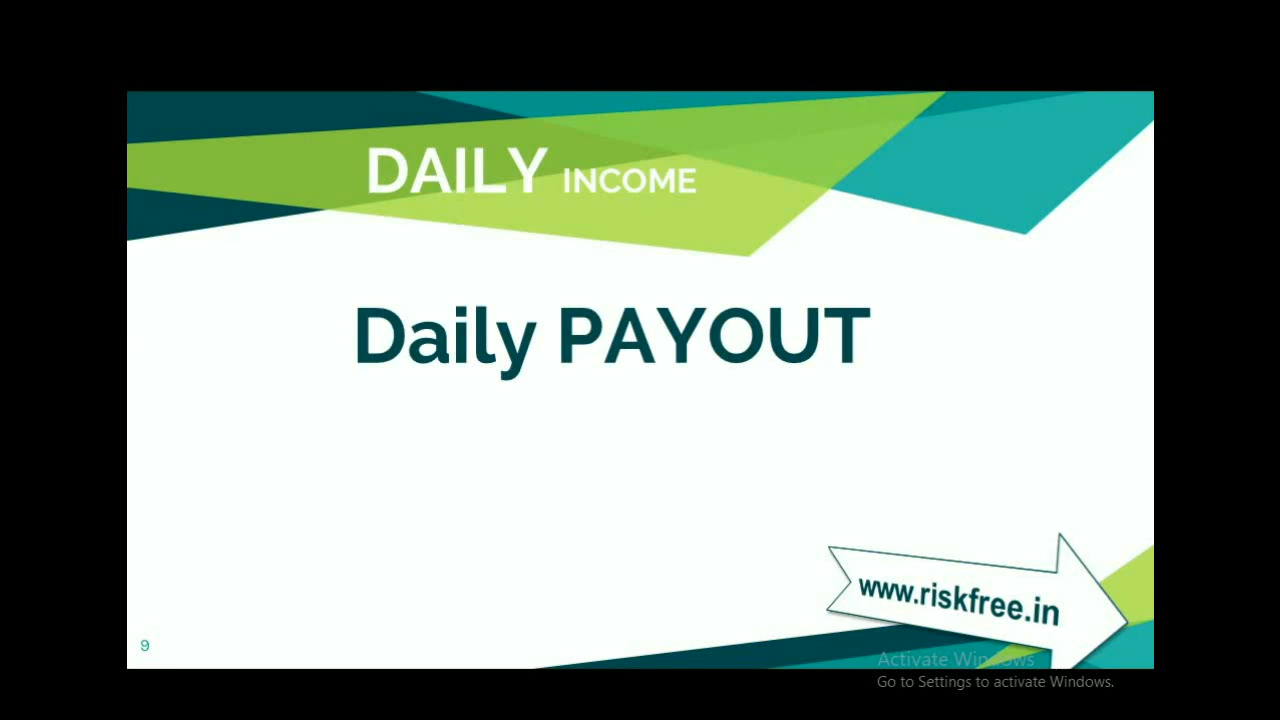 DAILY INCOME
Daily PAYOUT
www.riskfree.in
9
Activate Windows
Go to Settings to activate Windows.